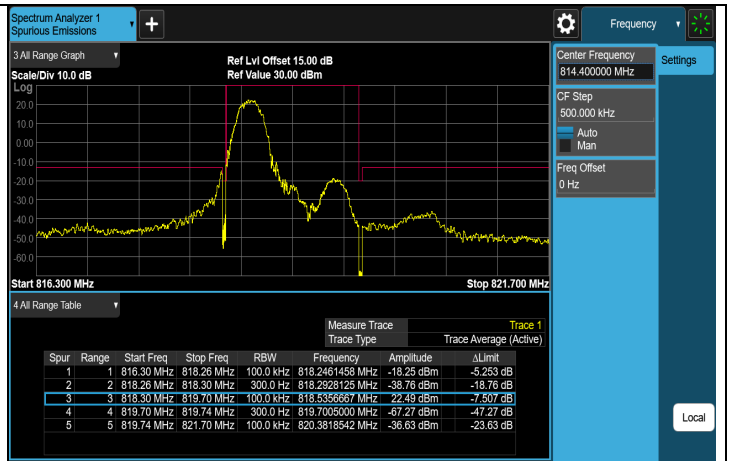 Spectrum Analyzer 1
Spurious Emissions
+
Frequency
3 All Range Graph
Ref Lvl Offset 15.00 dB
Scale/Div 10.0 dB
Ref Value 30.00 dBm
Log
20.0
10.0
0.00
-10.0
-20.0
-30.0
-40.0
-50.0
-60.0
Start 816.300 MHz
Stop 821.700 MHz
Center Frequency
814.400000 MHz
Settings
CF Step
500.000 kHz
Auto
Man
Freq Offset
0 Hz
4 All Range Table
Measure Trace Trace 1
Trace Type Trace Average (Active)
Spur Range Start Freq Stop Freq RBW Frequency Amplitude ΔLimit
1 1 816.30 MHz 818.26 MHz 100.0 kHz 818.2461458 MHz -18.25 dBm -5.253 dB
2 2 818.26 MHz 818.30 MHz 300.0 Hz 818.2928125 MHz -38.76 dBm -18.76 dB
3 3 818.30 MHz 819.70 MHz 100.0 kHz 818.5356667 MHz 22.49 dBm -7.507 dB
4 4 819.70 MHz 819.74 MHz 300.0 Hz 819.7005000 MHz -67.27 dBm -47.27 dB
5 5 819.74 MHz 821.70 MHz 100.0 kHz 820.3818542 MHz -36.63 dBm -23.63 dB
Local